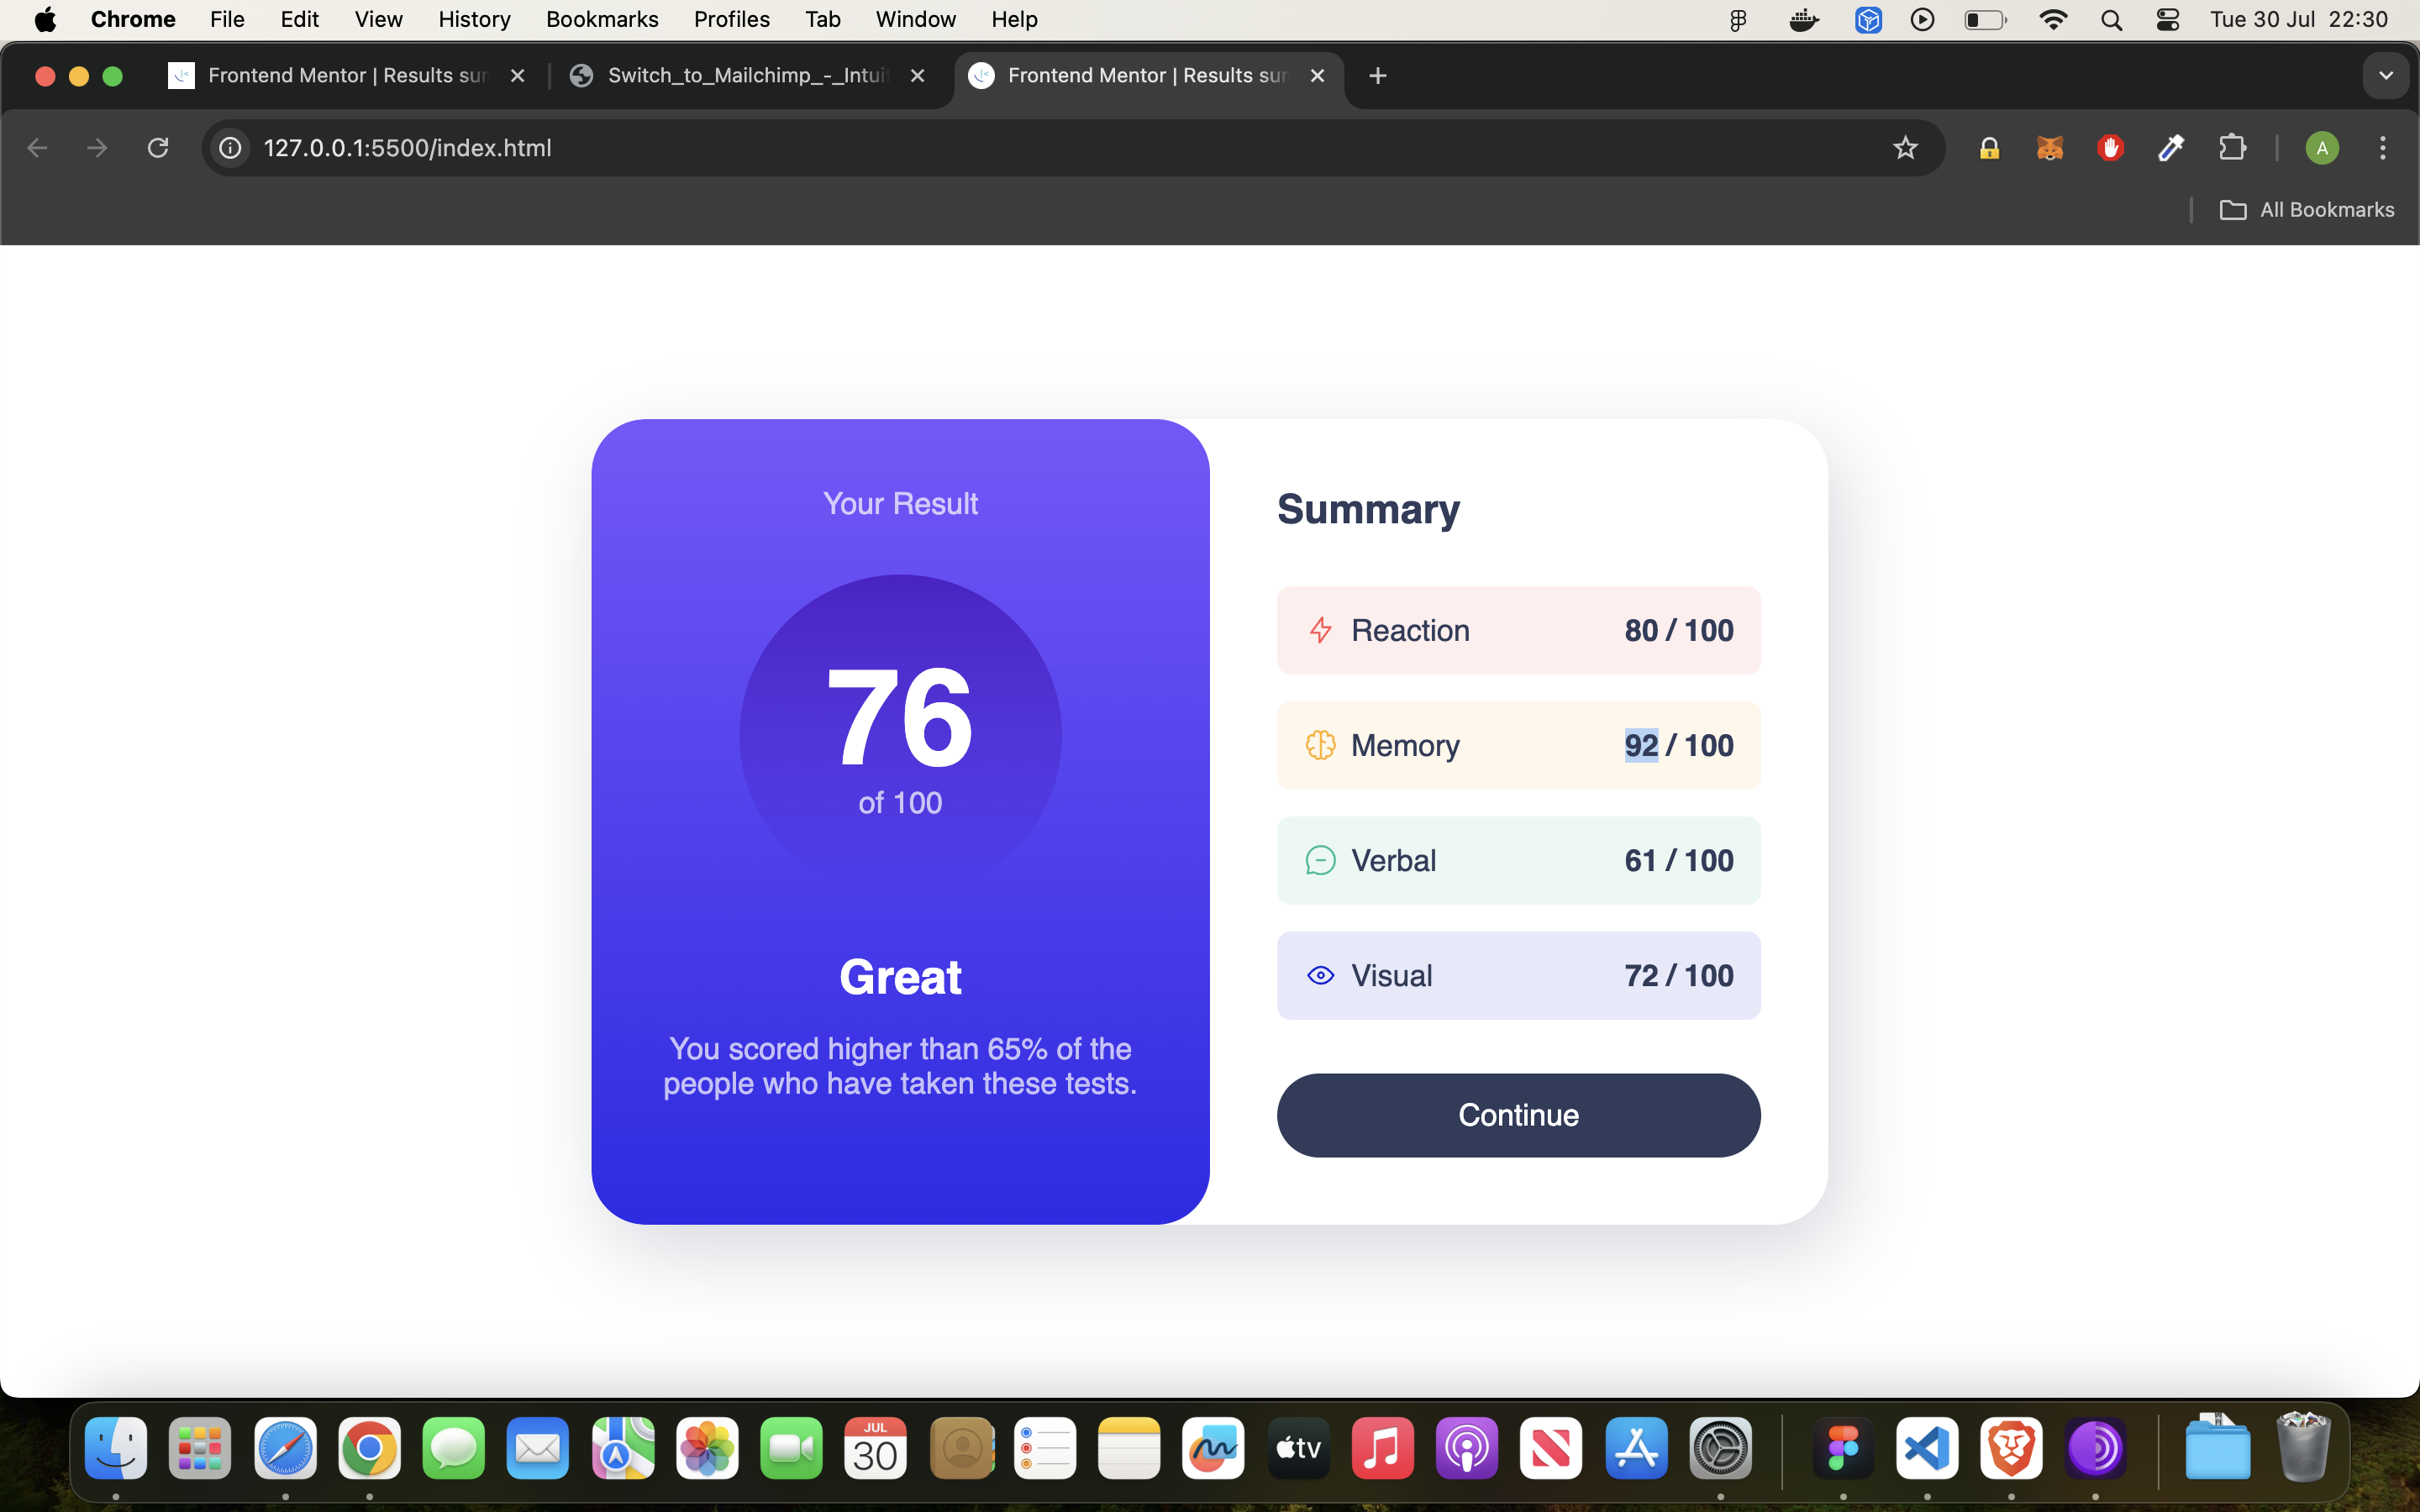 Chrome File Edit View History Bookmarks Profiles Tab Window Help Tue 30 Jul 22:30
Frontend Mentor | Results sur Switch_to_Mailchimp_-_Intui Frontend Mentor | Results sur
127.0.0.1:5500/index.html A
All Bookmarks
Your Result
76
of 100
Great
You scored higher than 65% of the
people who have taken these tests.
Summary
Reaction 80 / 100
Memory 92 / 100
Verbal 61 / 100
Visual 72 / 100
Continue
JUL
30
tv